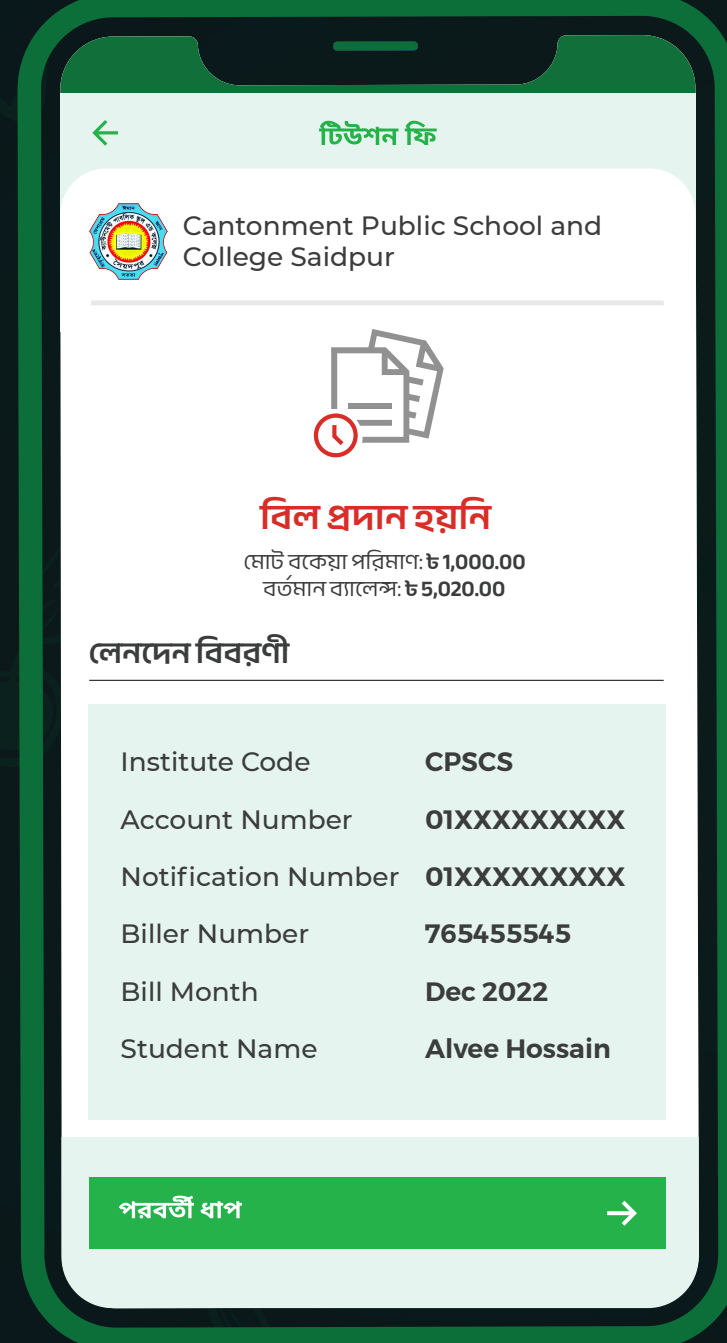 টিউশন ফি
Cantonment Public School and
College Saidpur
বিল প্রদান হয়নি
মোট বকেয়া পরিমাণ: ৳ 1,000.00
বর্তমান ব্যালেন্স: ৳ 5,020.00
লেনদেন বিবরণী
Institute Code CPSCS
Account Number 01XXXXXXXXX
Notification Number 01XXXXXXXXX
Biller Number 765455545
Bill Month Dec 2022
Student Name Alvee Hossain
পরবর্তী ধাপ